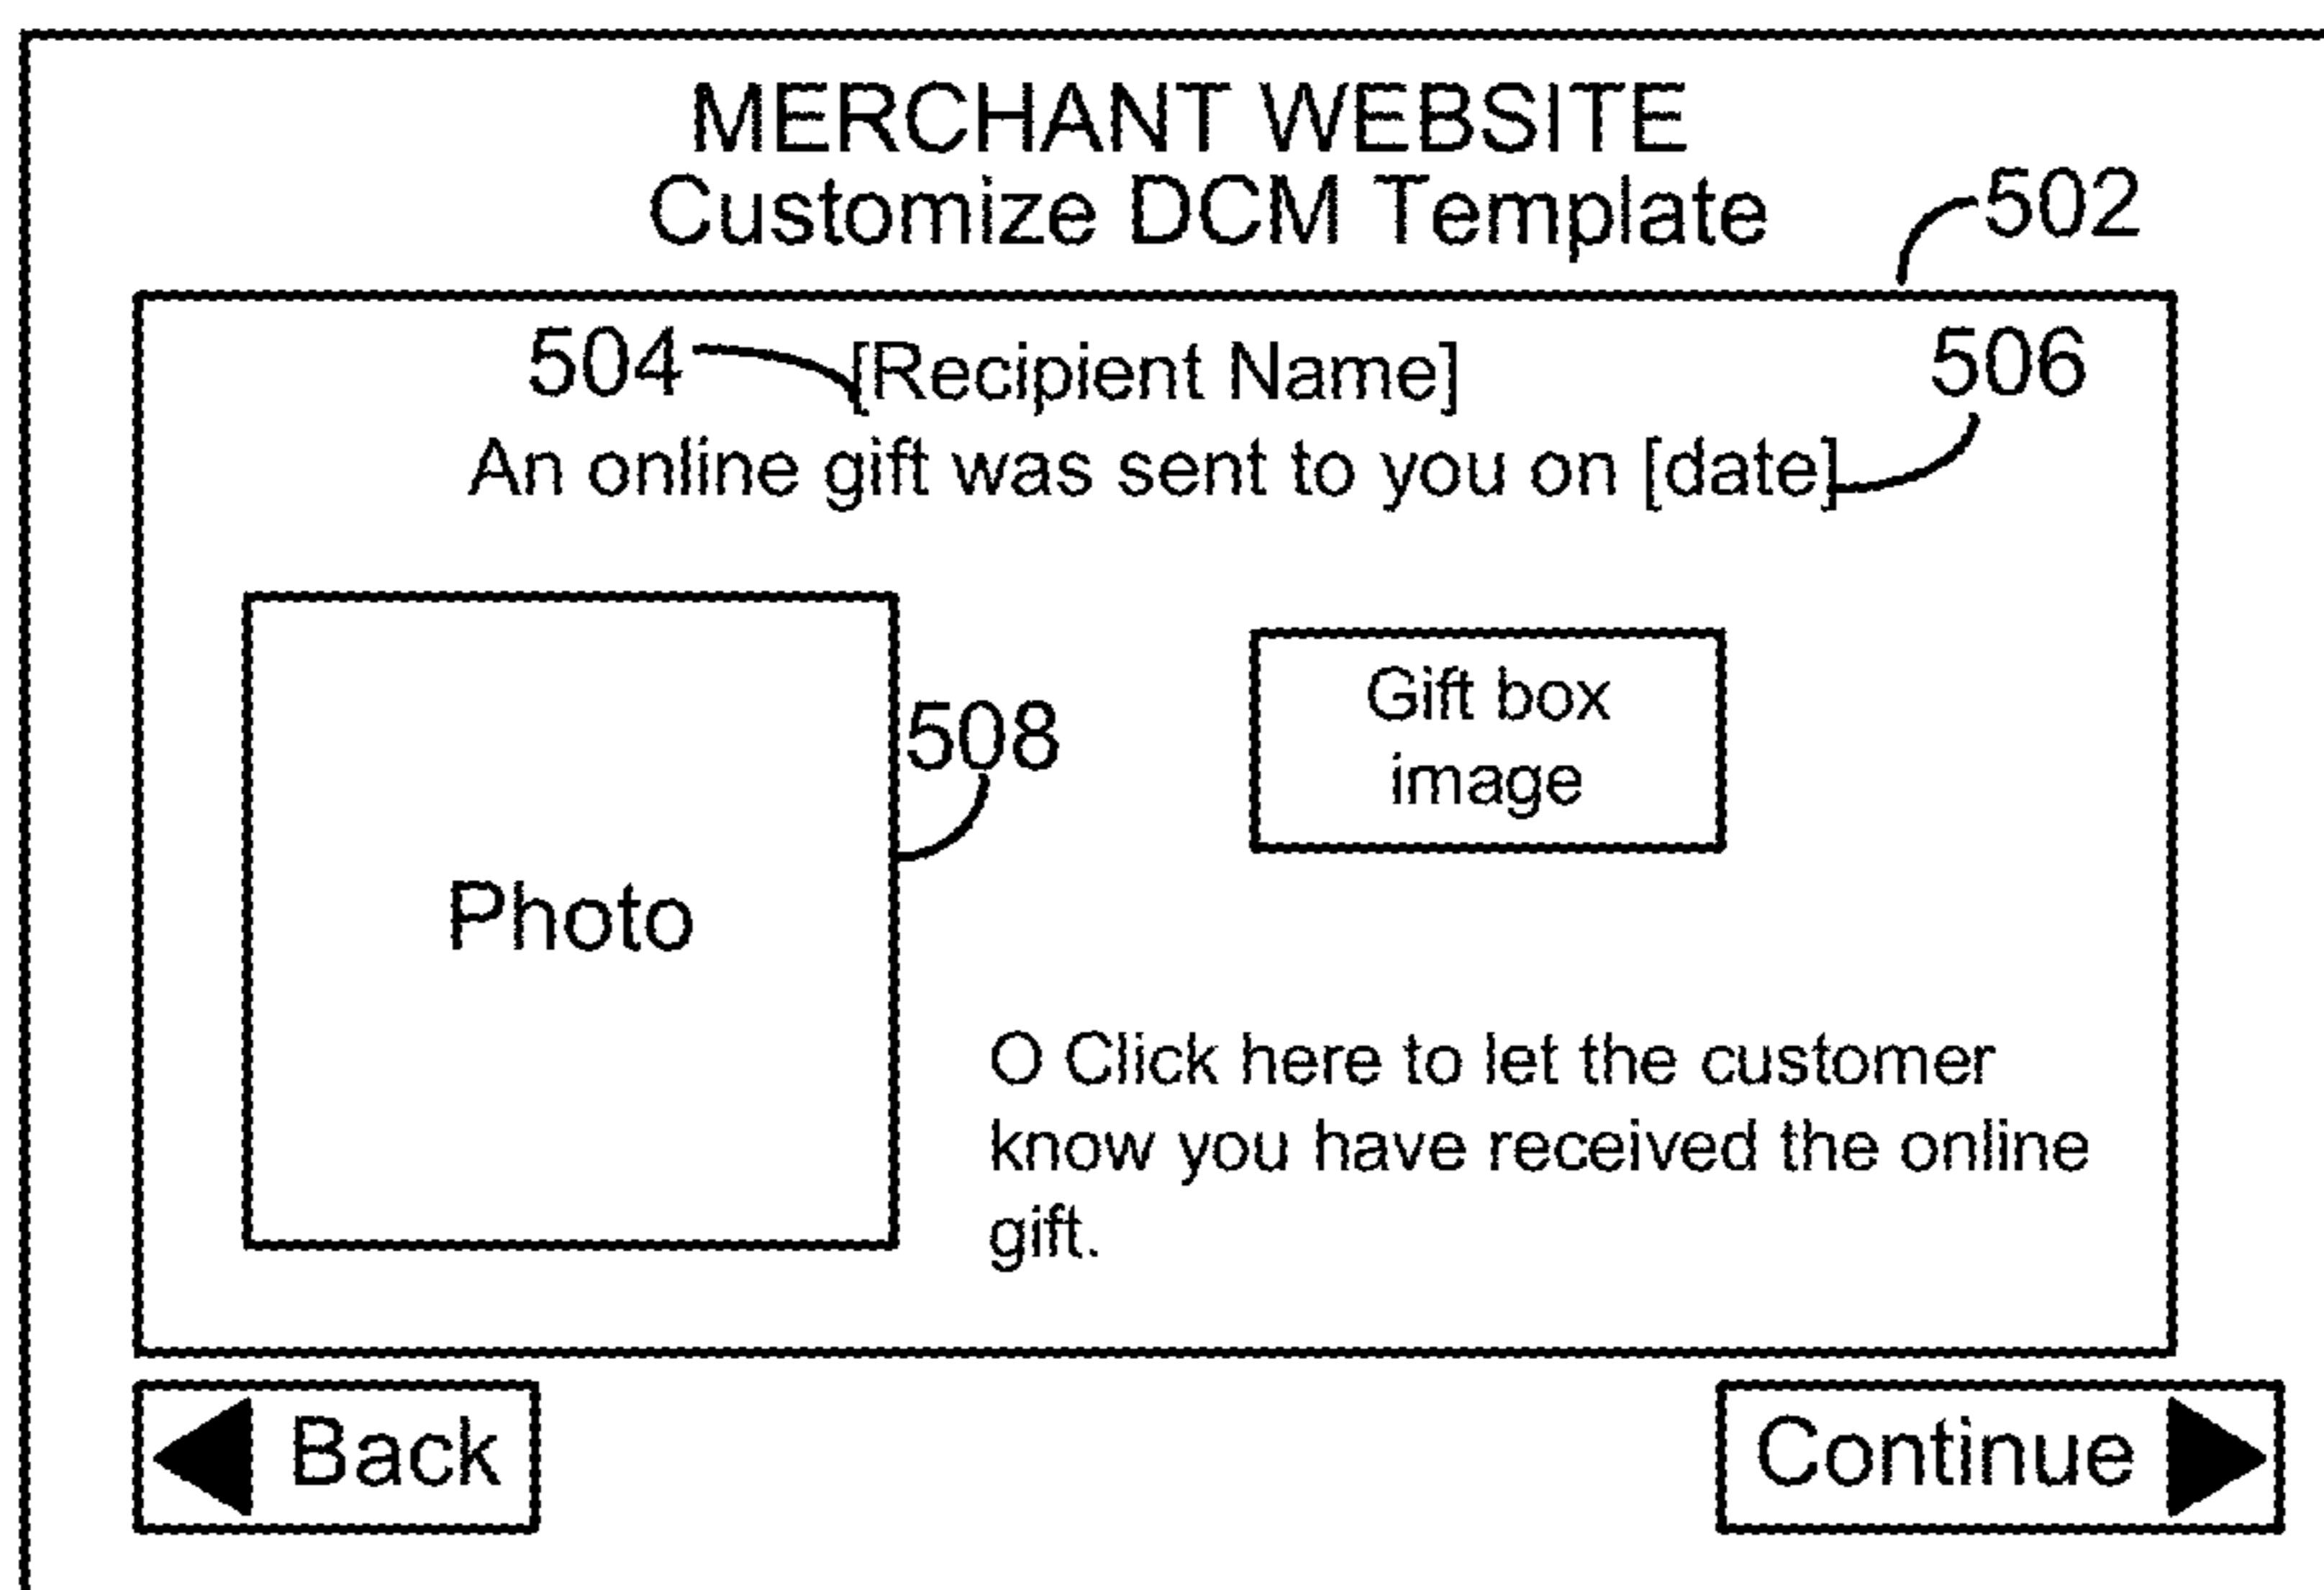 MERCHANT WEBSITE
Customize DCM Template
502
504 [Recipient Name] 506
An online gift was sent to you on [date]
Gift box
image
508
Photo
O Click here to let the customer
know you have received the online
gift.
Back
Continue